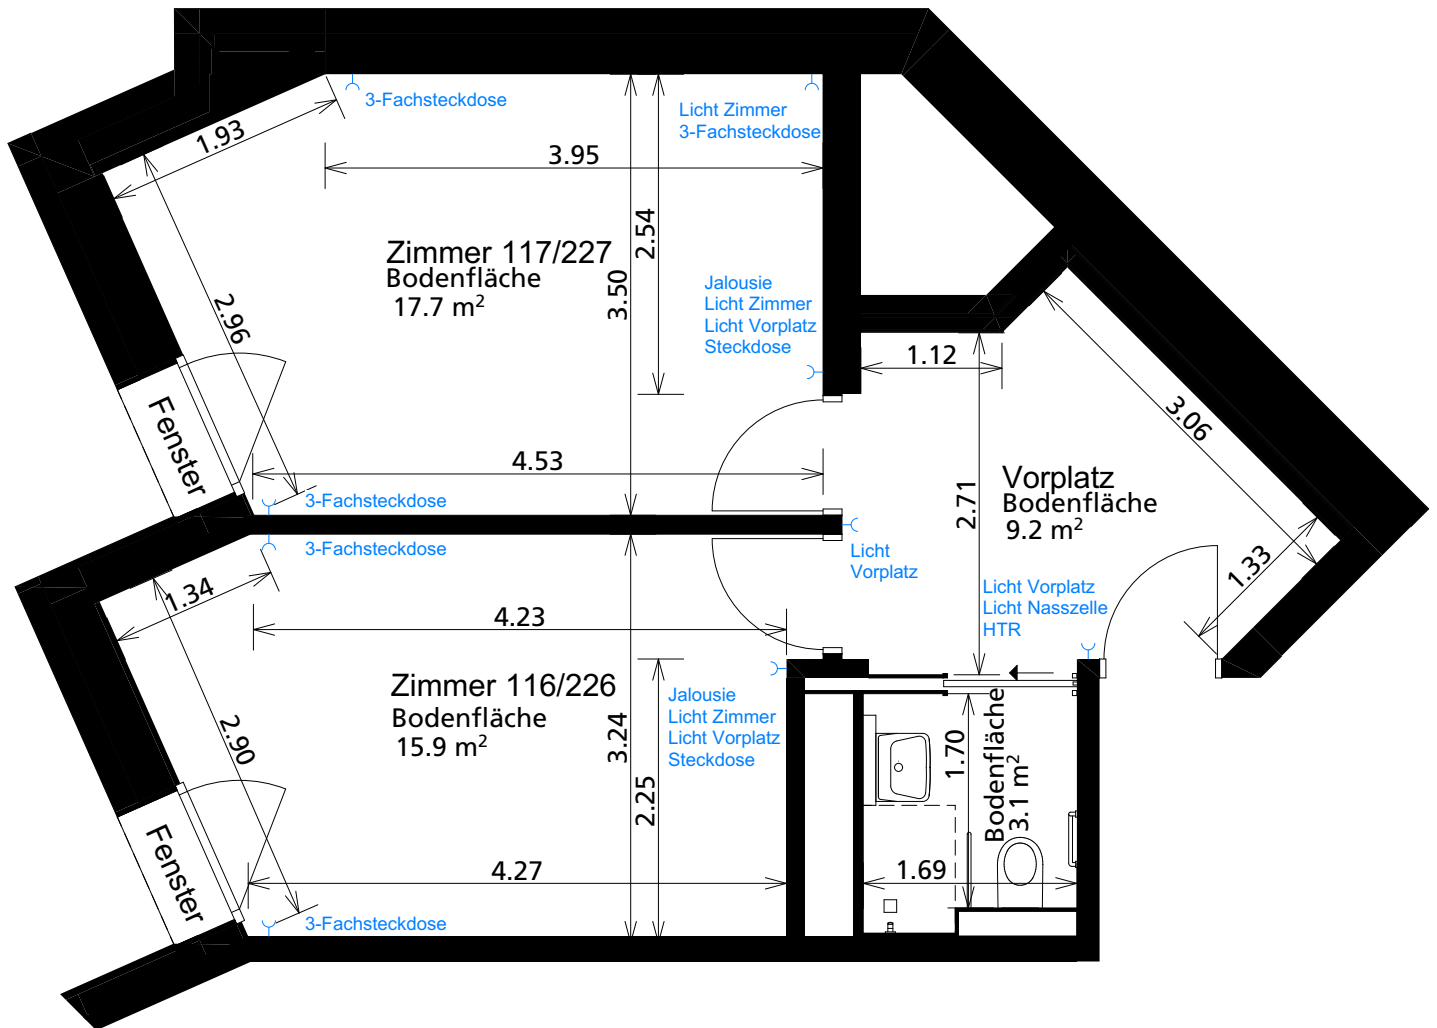 3-Fachsteckdose
Licht Zimmer
3-Fachsteckdose
1.93
3.95
2.54
Zimmer 117/227
Bodenfläche
17.7 m²
3.50
2.96
Jalousie
Licht Zimmer
Licht Vorplatz
Steckdose
1.12
3.06
Fenster
4.53
3-Fachsteckdose
Vorplatz
Bodenfläche
9.2 m²
2.71
3-Fachsteckdose
Licht
Vorplatz
1.33
1.34
4.23
Licht Vorplatz
Licht Nasszelle
HTR
Zimmer 116/226
Bodenfläche
15.9 m²
2.90
3.24
2.25
Jalousie
Licht Zimmer
Licht Vorplatz
Steckdose
1.70
Bodenfläche
3.1 m²
Fenster
4.27
1.69
3-Fachsteckdose